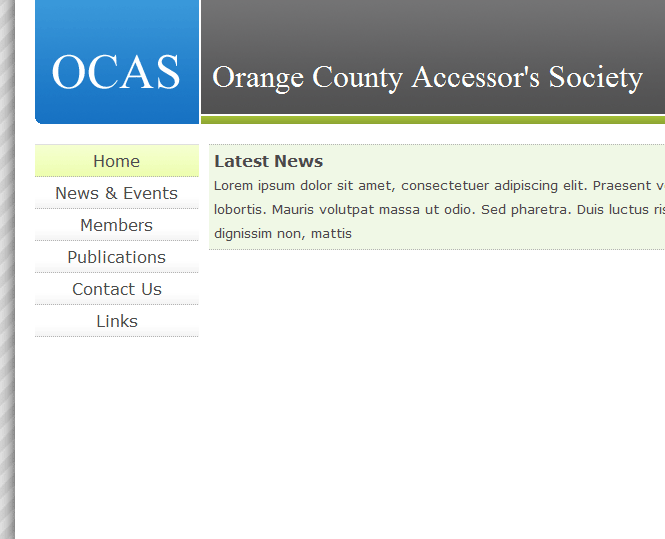 OCAS
Orange County Accessor's Society
Home
News & Events
Members
Publications
Contact Us
Links
Latest News
Lorem ipsum dolor sit amet, consectetuer adipiscing elit. Praesent
lobortis. Mauris volutpat massa ut odio. Sed pharetra. Duis luctus
dignissim non, mattis